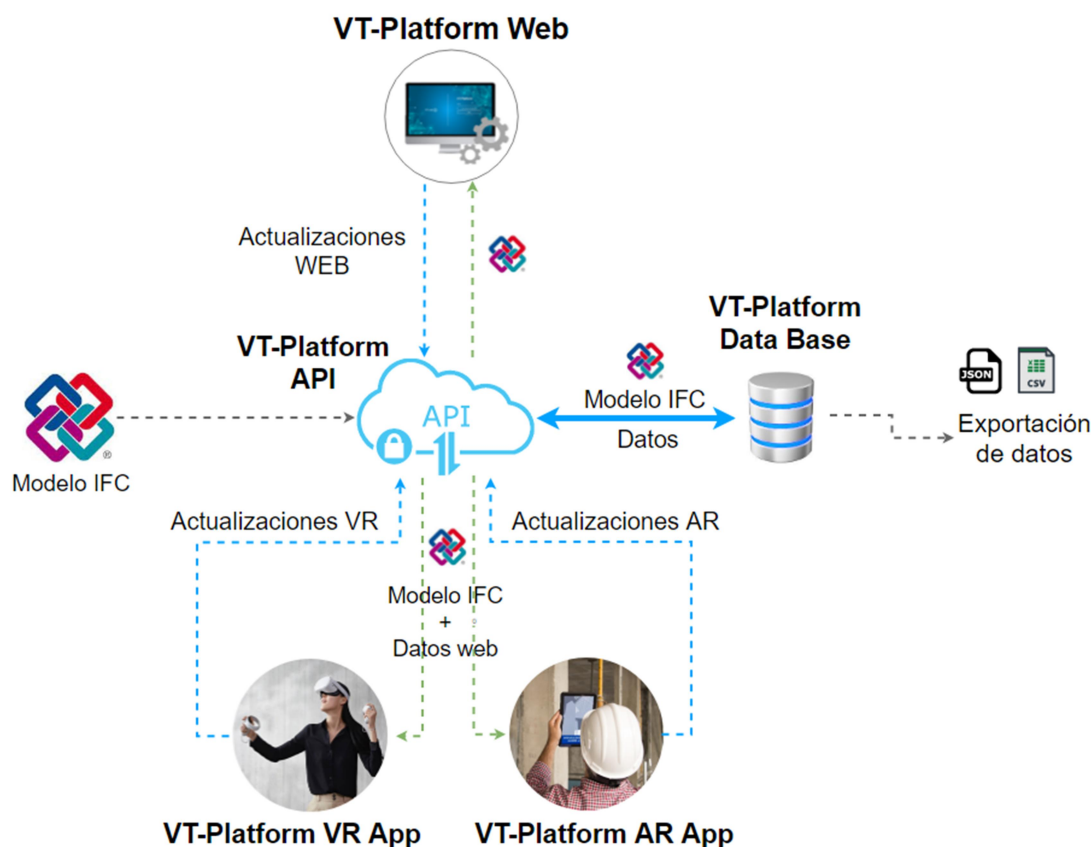 VT-Platform Web
Actualizaciones
WEB
VT-Platform
API
VT-Platform
Data Base
API
Modelo IFC
Datos
JSON
CSV
Exportación
de datos
®
Modelo IFC
Actualizaciones VR
Actualizaciones AR
Modelo IFC
+
Datos web
VT-Platform VR App
VT-Platform AR App